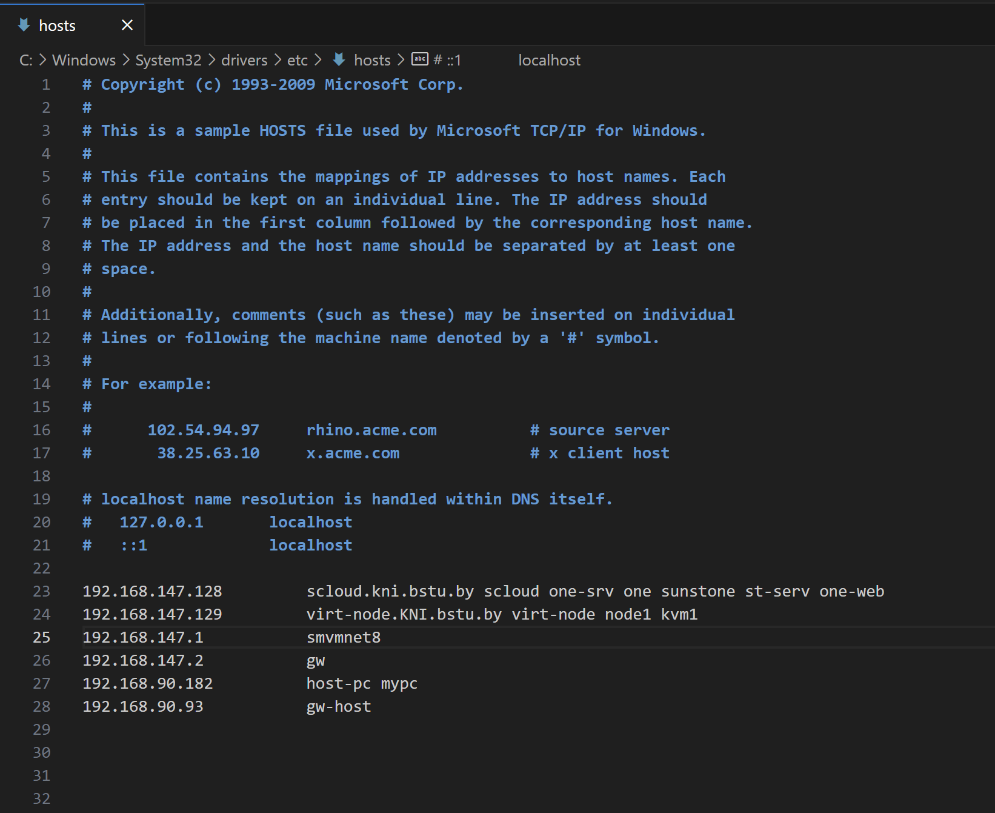 hosts
C: > Windows > System32 > drivers > etc > hosts > abc # ::1 localhost
1 # Copyright (c) 1993-2009 Microsoft Corp.
2 #
3 # This is a sample HOSTS file used by Microsoft TCP/IP for Windows.
4 #
5 # This file contains the mappings of IP addresses to host names. Each
6 # entry should be kept on an individual line. The IP address should
7 # be placed in the first column followed by the corresponding host name.
8 # The IP address and the host name should be separated by at least one
9 # space.
10 #
11 # Additionally, comments (such as these) may be inserted on individual
12 # lines or following the machine name denoted by a '#' symbol.
13 #
14 # For example:
15 #
16 #      102.54.94.97     rhino.acme.com          # source server
17 #       38.25.63.10     x.acme.com              # x client host
18
19 # localhost name resolution is handled within DNS itself.
20 #   127.0.0.1       localhost
21 #   ::1             localhost
22
23 192.168.147.128         scloud.kni.bstu.by scloud one-srv one sunstone st-serv one-web
24 192.168.147.129         virt-node.KNI.bstu.by virt-node node1 kvm1
25 192.168.147.1           smvmnet8
26 192.168.147.2           gw
27 192.168.90.182          host-pc mypc
28 192.168.90.93           gw-host
29
30
31
32